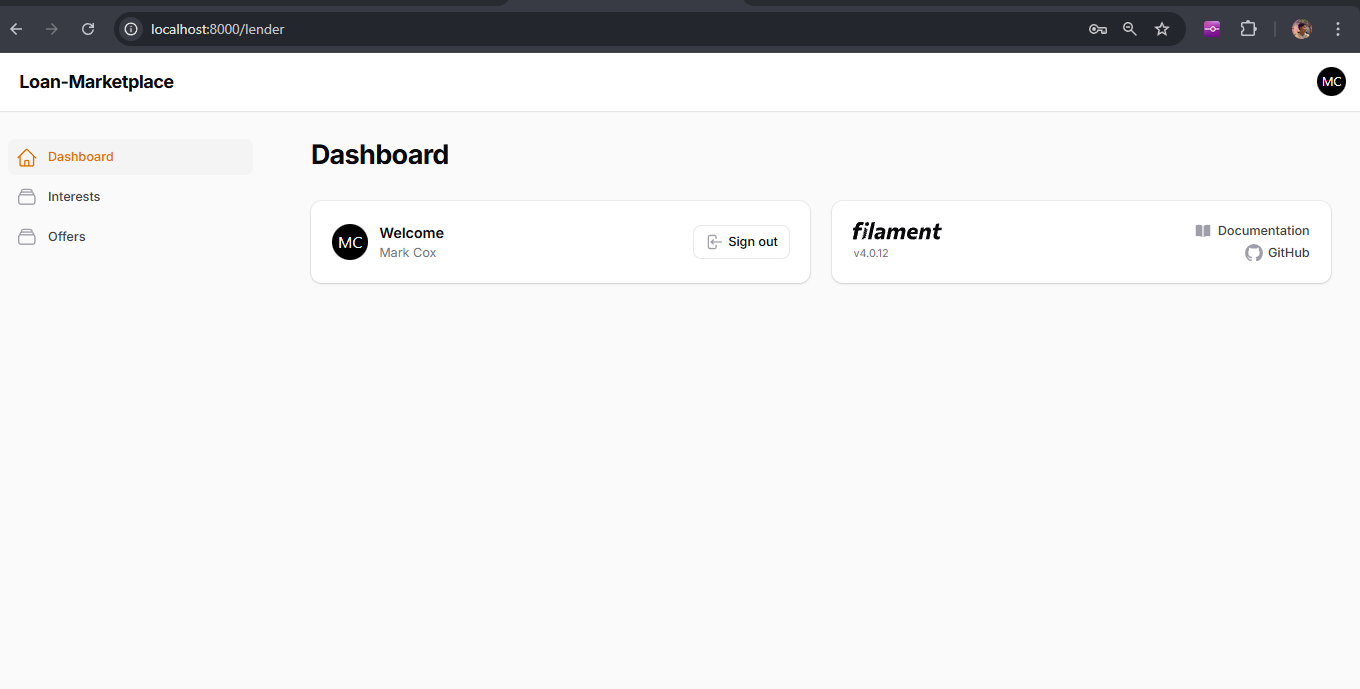 localhost:8000/lender
Loan-Marketplace
MC
Dashboard
Interests
Offers
Dashboard
MC
Welcome
Mark Cox
Sign out
filament
v4.0.12
Documentation
GitHub